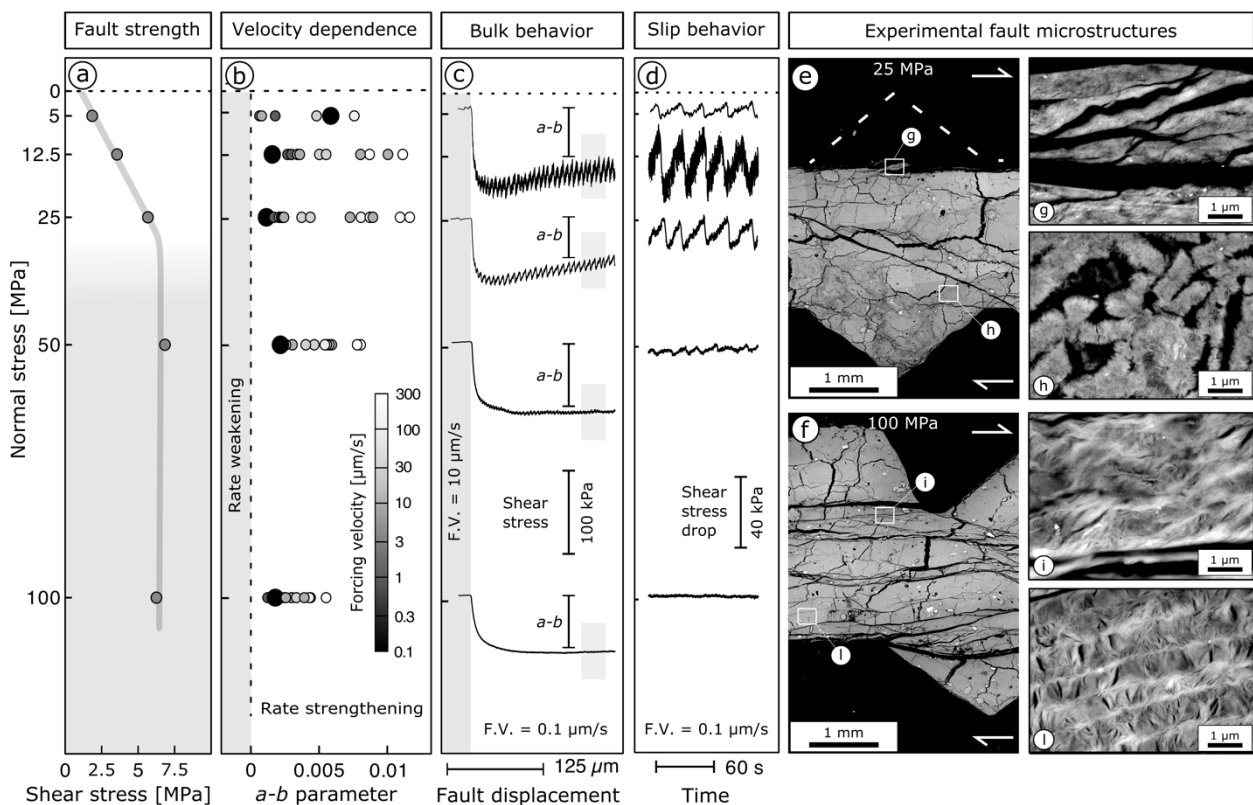 Fault strength
Velocity dependence
Bulk behavior
Slip behavior
Experimental fault microstructures
a
b
c
d
e
25 MPa
g
h
1 mm
g
1 µm
h
1 µm
f
100 MPa
i
l
1 mm
i
1 µm
l
1 µm
Normal stress [MPa]
0
5
12.5
25
50
100
0
2.5
5
7.5
Shear stress [MPa]
Rate weakening
Forcing velocity [µm/s]
300
100
30
10
3
1
0.3
0.1
Rate strengthening
0
0.005
0.01
a-b parameter
F.V. = 10 µm/s
a-b
a-b
a-b
Shear
stress
100 kPa
a-b
F.V. = 0.1 µm/s
125 µm
Fault displacement
Shear
stress
drop
40 kPa
F.V. = 0.1 µm/s
60 s
Time